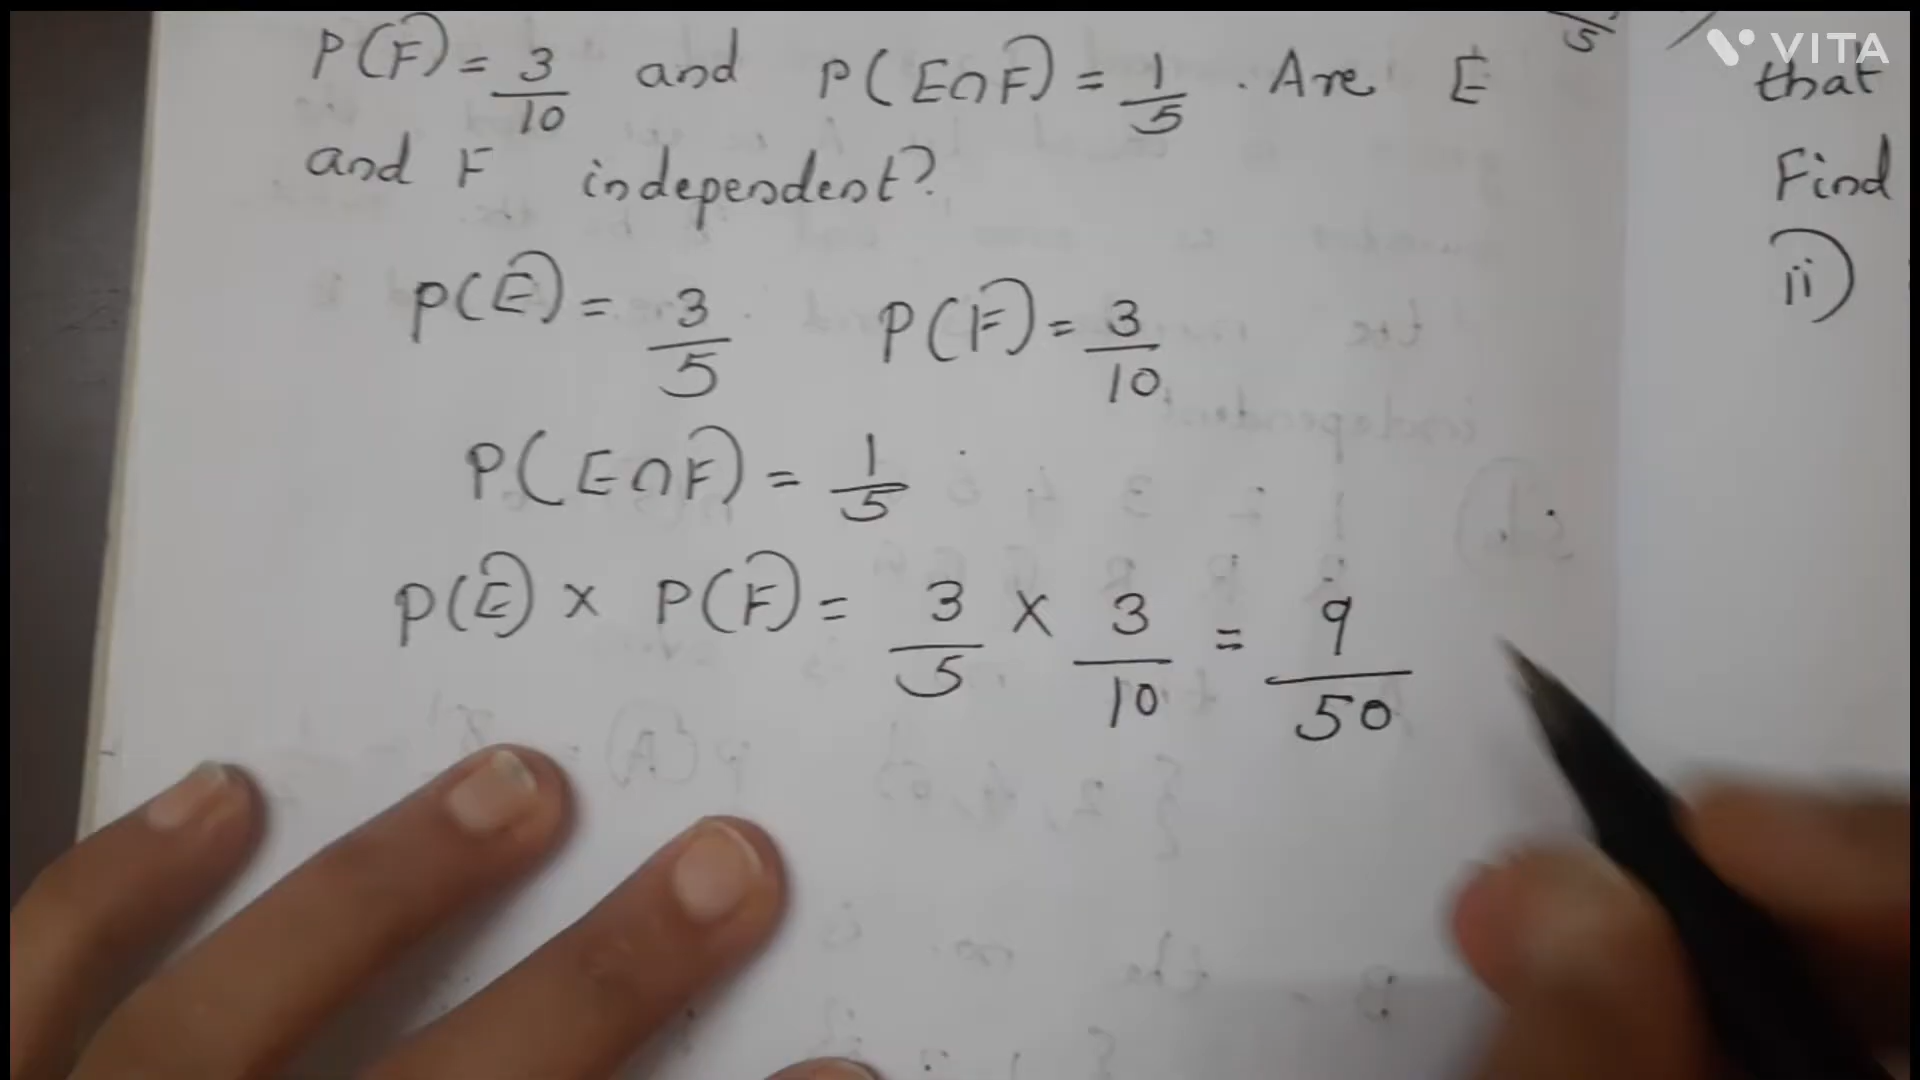 VITA
P(F) = 3/10 and P(E∩F) = 1/5 . Are E
and F independent?
P(E) = 3/5 P(F) = 3/10
P(E∩F) = 1/5
P(E) × P(F) = 3/5 × 3/10 = 9/50
that
Find
ii)